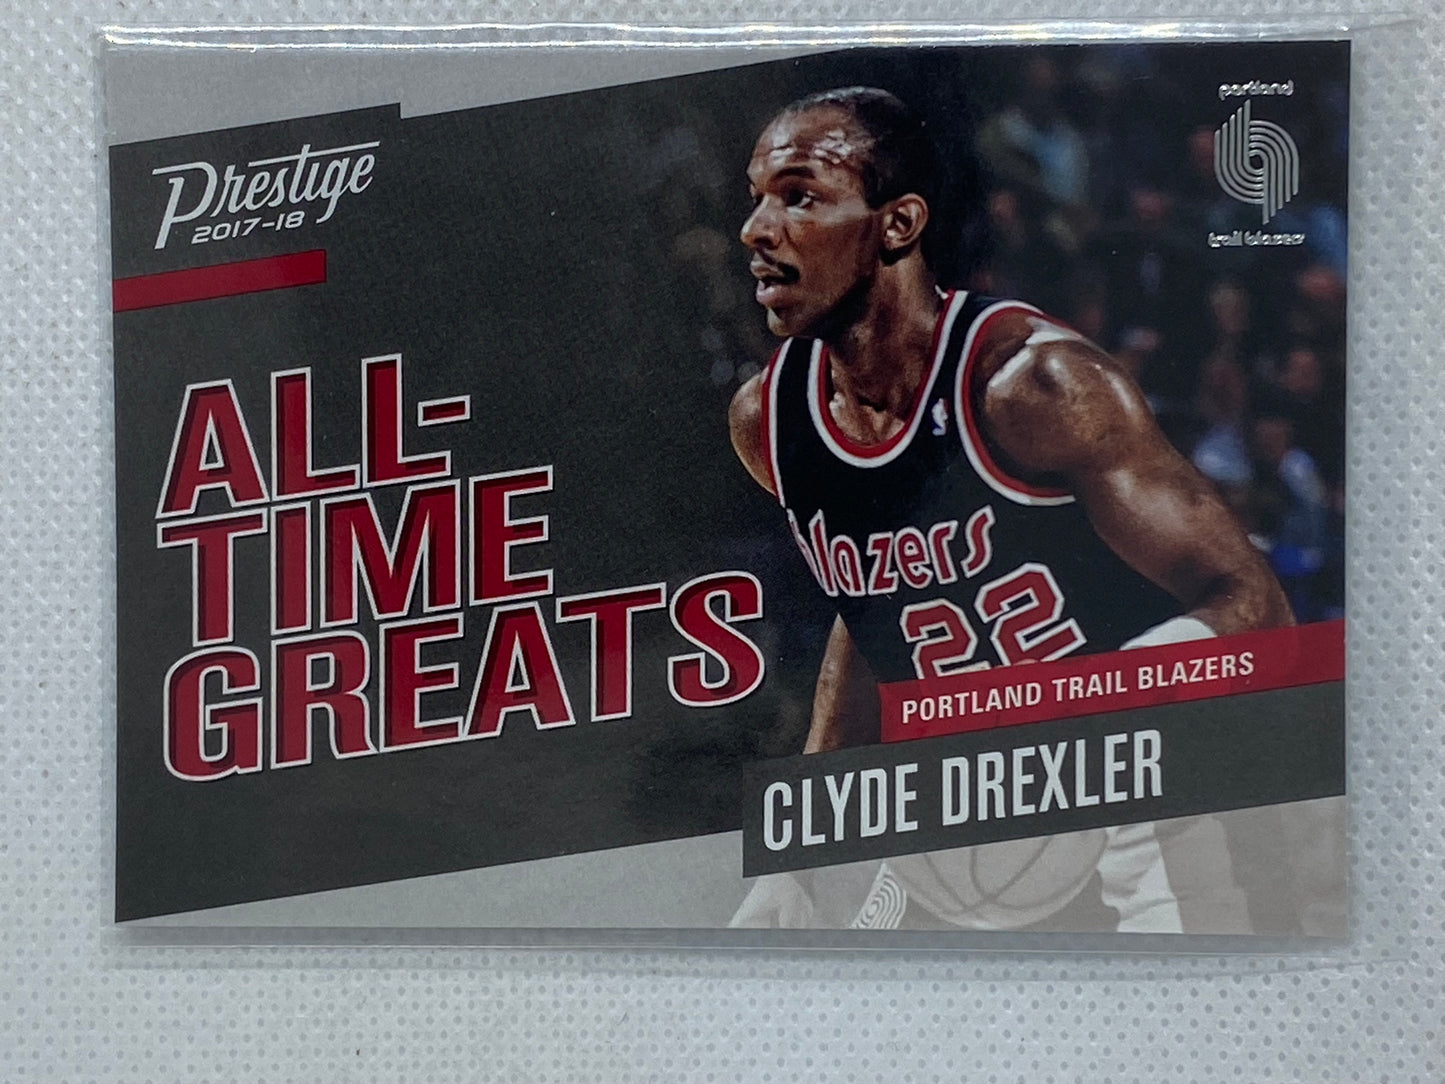 Prestige
2017-18
ALL-
TIME
GREATS
portland
trail blazers
blazers
22
PORTLAND TRAIL BLAZERS
CLYDE DREXLER